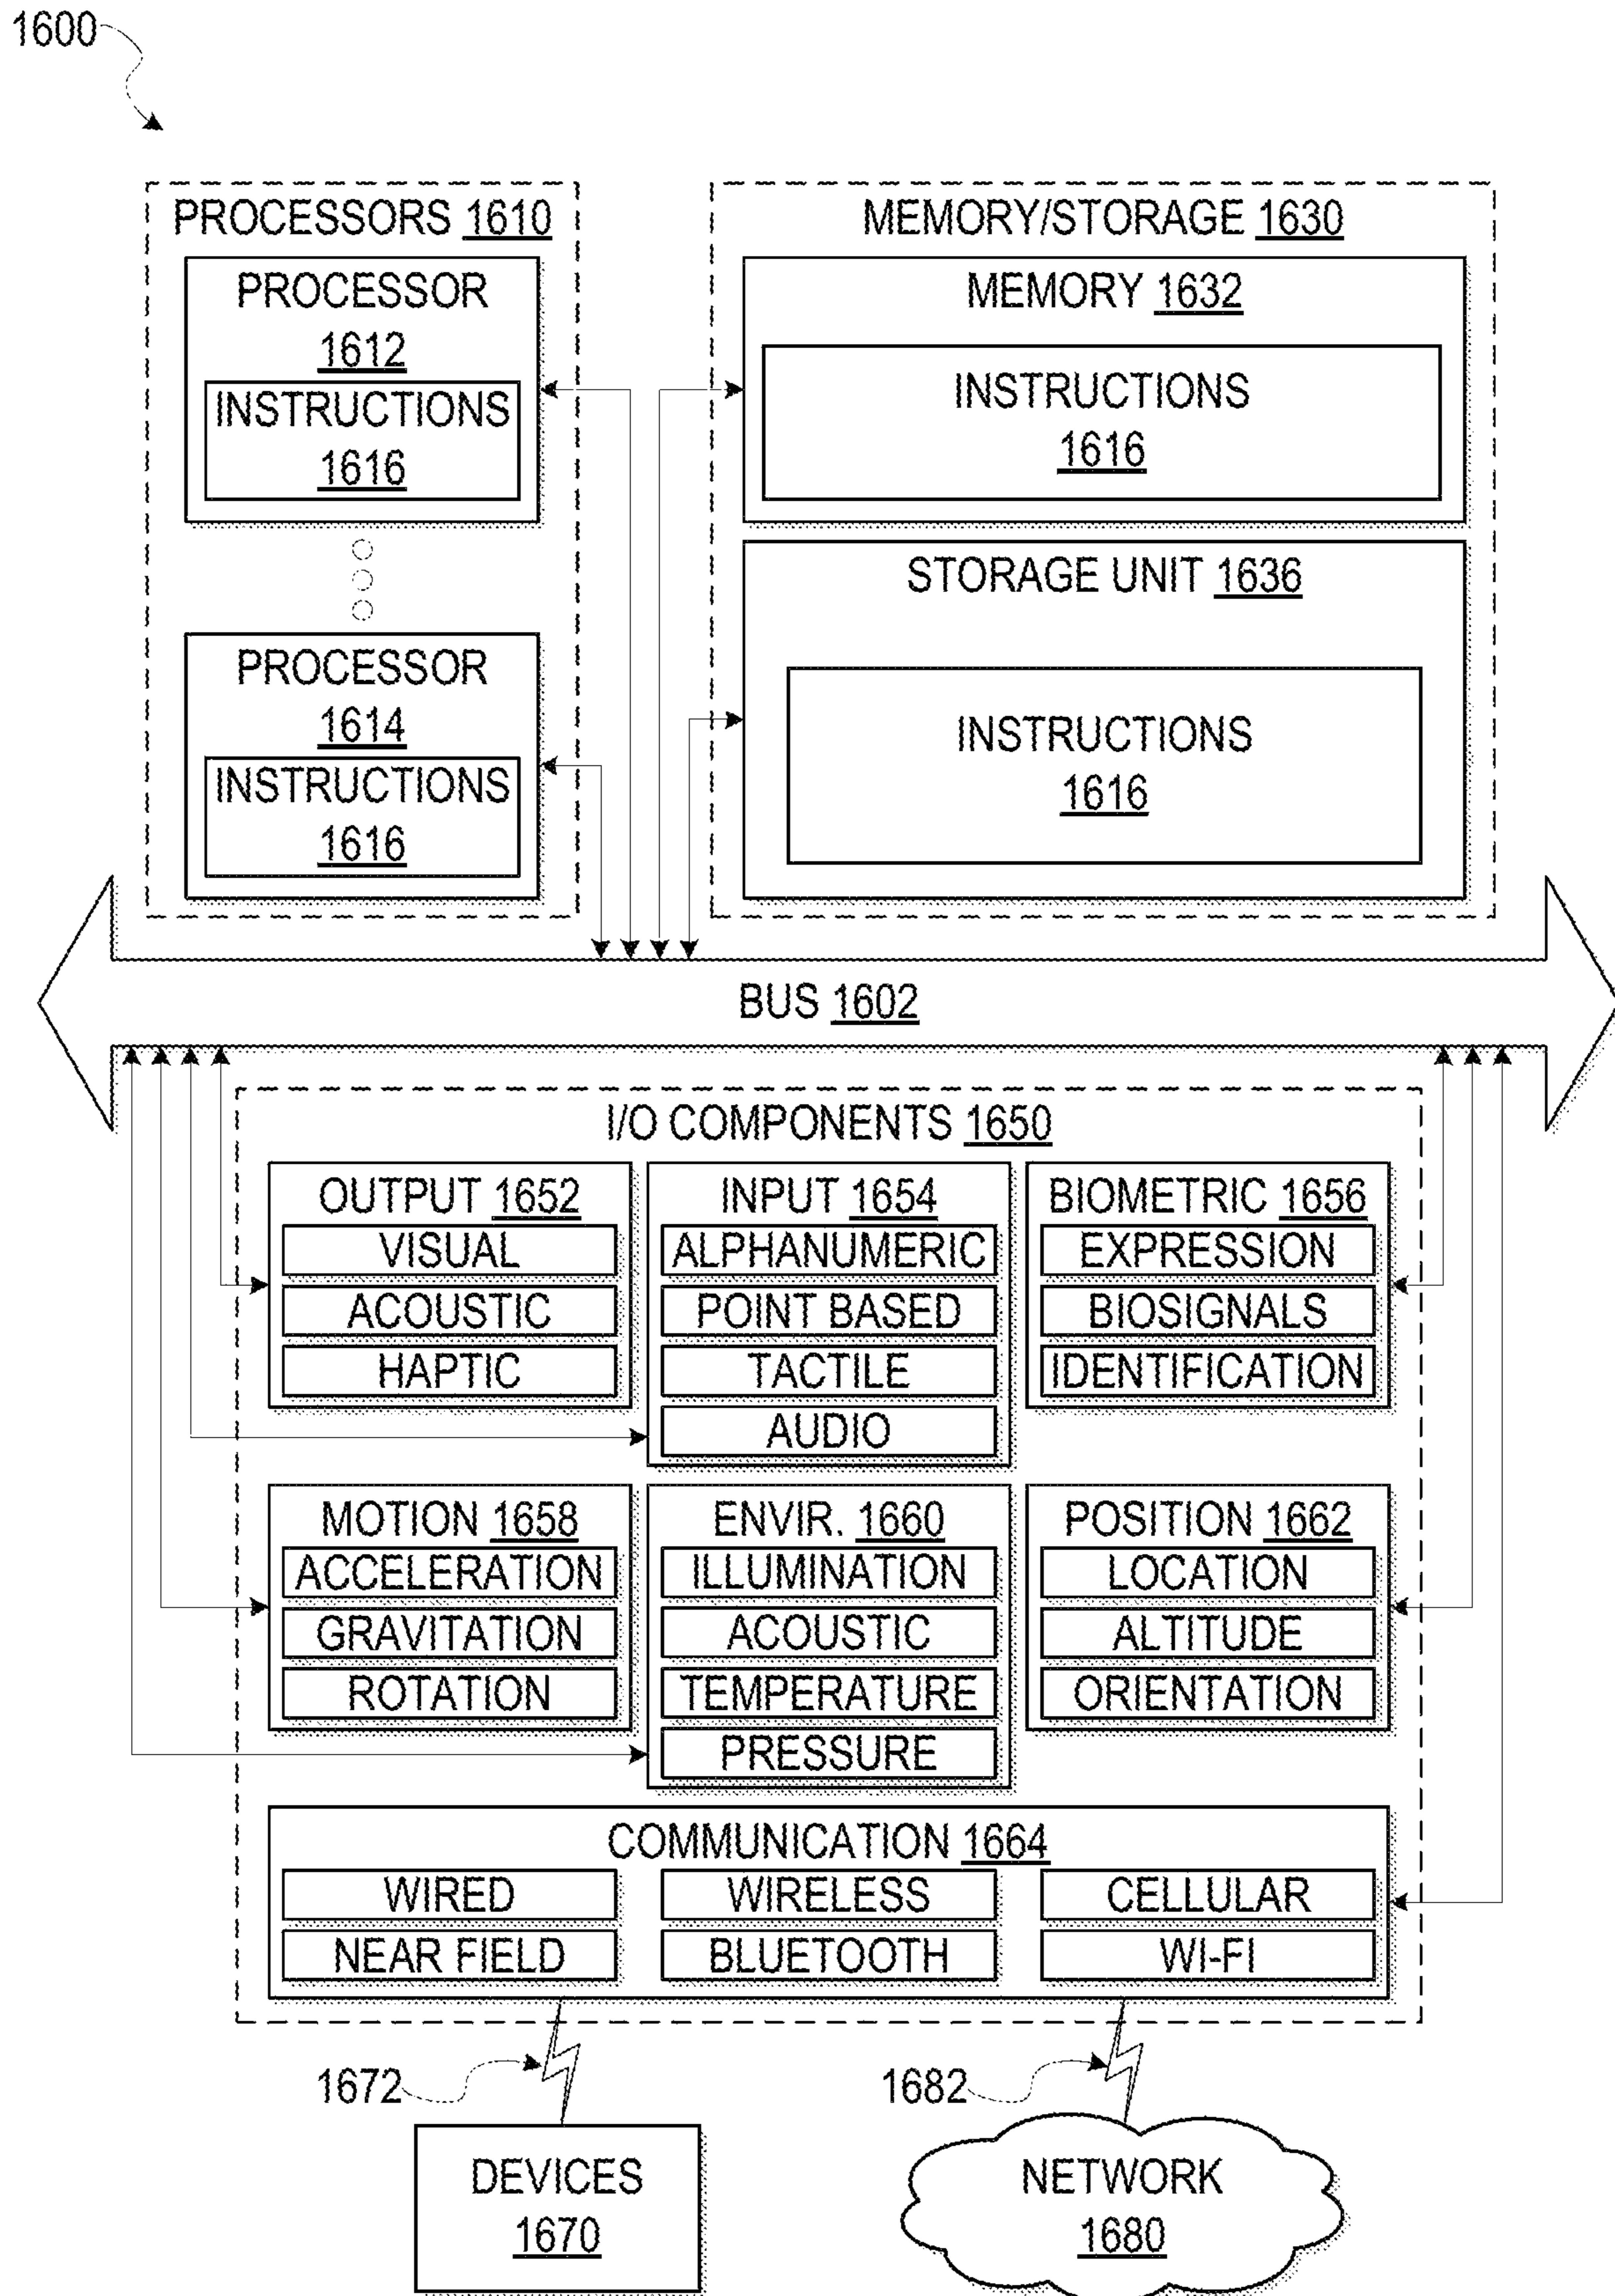 1600
PROCESSORS 1610
PROCESSOR
1612
INSTRUCTIONS
1616
PROCESSOR
1614
INSTRUCTIONS
1616
MEMORY/STORAGE 1630
MEMORY 1632
INSTRUCTIONS
1616
STORAGE UNIT 1636
INSTRUCTIONS
1616
BUS 1602
I/O COMPONENTS 1650
OUTPUT 1652
VISUAL
ACOUSTIC
HAPTIC
INPUT 1654
ALPHANUMERIC
POINT BASED
TACTILE
AUDIO
BIOMETRIC 1656
EXPRESSION
BIOSIGNALS
IDENTIFICATION
MOTION 1658
ACCELERATION
GRAVITATION
ROTATION
ENVIR. 1660
ILLUMINATION
ACOUSTIC
TEMPERATURE
PRESSURE
POSITION 1662
LOCATION
ALTITUDE
ORIENTATION
COMMUNICATION 1664
WIRED
WIRELESS
CELLULAR
NEAR FIELD
BLUETOOTH
WI-FI
1672
1682
DEVICES
1670
NETWORK
1680